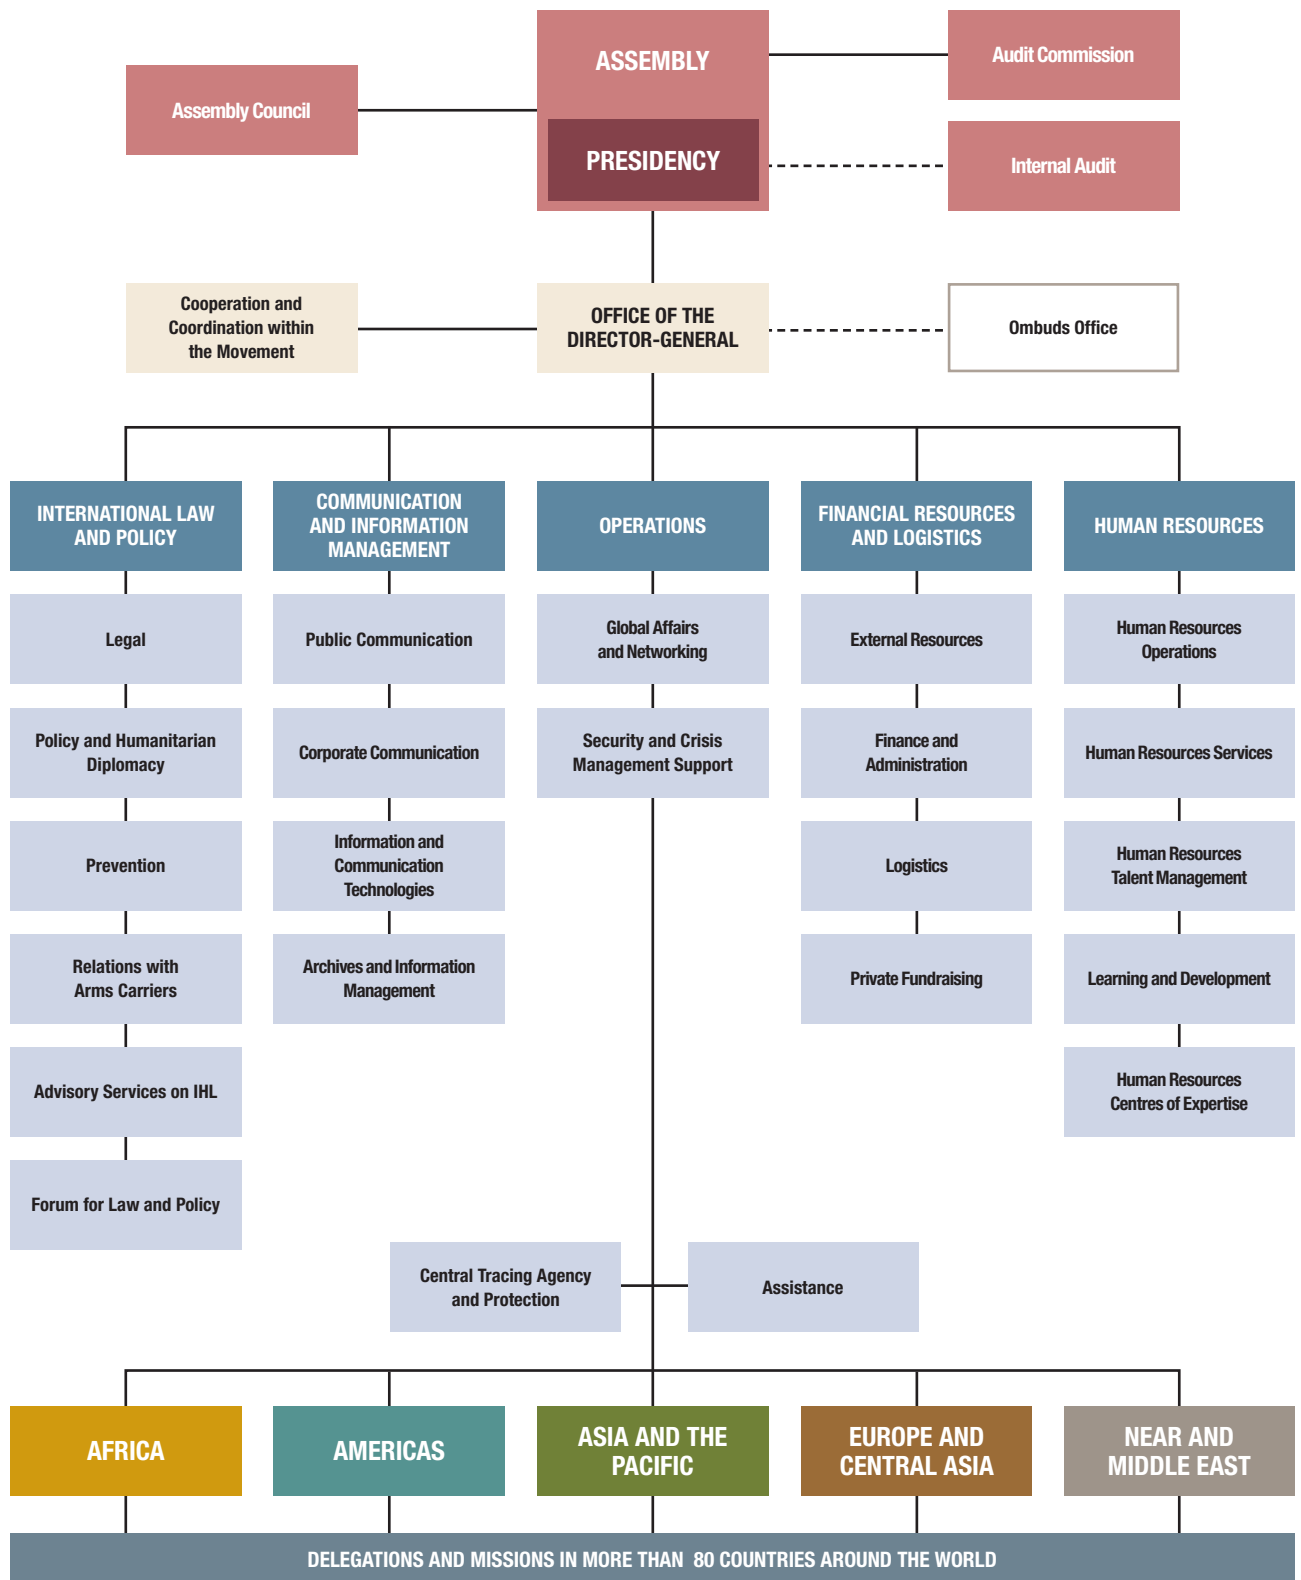 ASSEMBLY
Audit Commission
Assembly Council
PRESIDENCY
Internal Audit
Cooperation and
Coordination within
the Movement
OFFICE OF THE
DIRECTOR-GENERAL
Ombuds Office
INTERNATIONAL LAW
AND POLICY
COMMUNICATION
AND INFORMATION
MANAGEMENT
OPERATIONS
FINANCIAL RESOURCES
AND LOGISTICS
HUMAN RESOURCES
Legal
Public Communication
Global Affairs
and Networking
External Resources
Human Resources
Operations
Policy and Humanitarian
Diplomacy
Corporate Communication
Security and Crisis
Management Support
Finance and
Administration
Human Resources Services
Prevention
Information and
Communication
Technologies
Logistics
Human Resources
Talent Management
Relations with
Arms Carriers
Archives and Information
Management
Private Fundraising
Learning and Development
Advisory Services on IHL
Human Resources
Centres of Expertise
Forum for Law and Policy
Central Tracing Agency
and Protection
Assistance
AFRICA
AMERICAS
ASIA AND THE
PACIFIC
EUROPE AND
CENTRAL ASIA
NEAR AND
MIDDLE EAST
DELEGATIONS AND MISSIONS IN MORE THAN 80 COUNTRIES AROUND THE WORLD